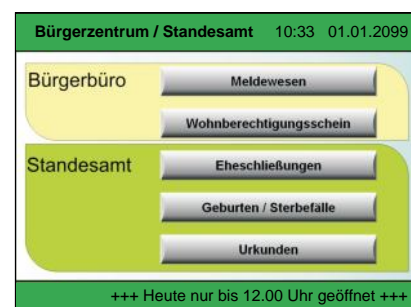 Bürgerzentrum / Standesamt 10:33 01.01.2099
Bürgerbüro
Meldewesen
Wohnberechtigungsschein
Standesamt
Eheschließungen
Geburten / Sterbefälle
Urkunden
+++ Heute nur bis 12.00 Uhr geöffnet +++